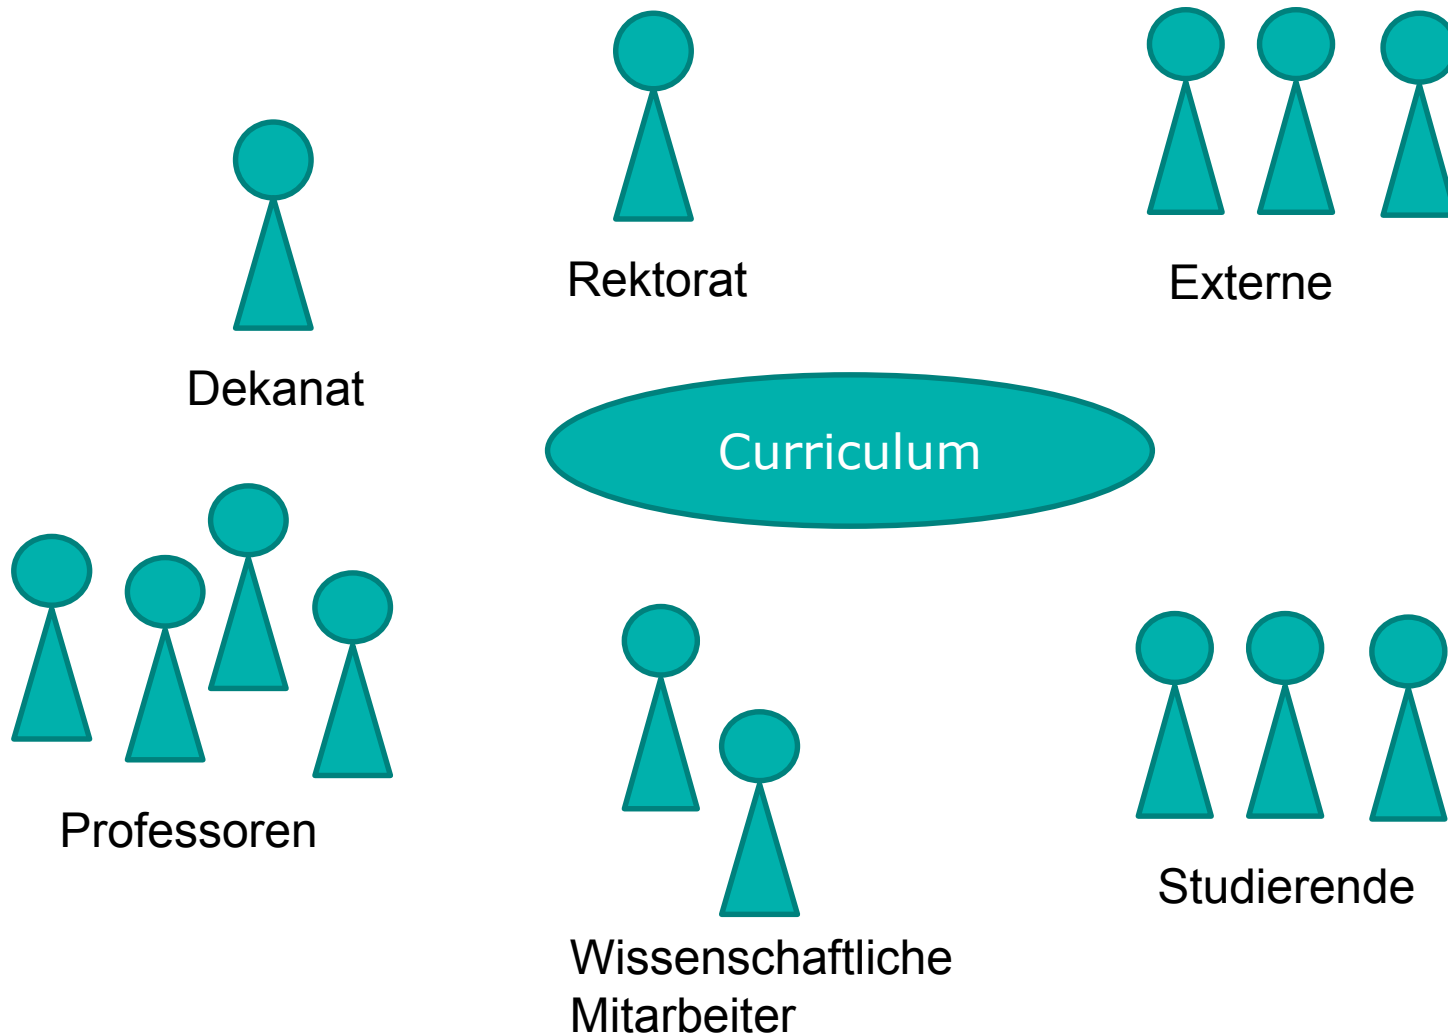 Rektorat
Externe
Dekanat
Curriculum
Professoren
Studierende
Wissenschaftliche
Mitarbeiter